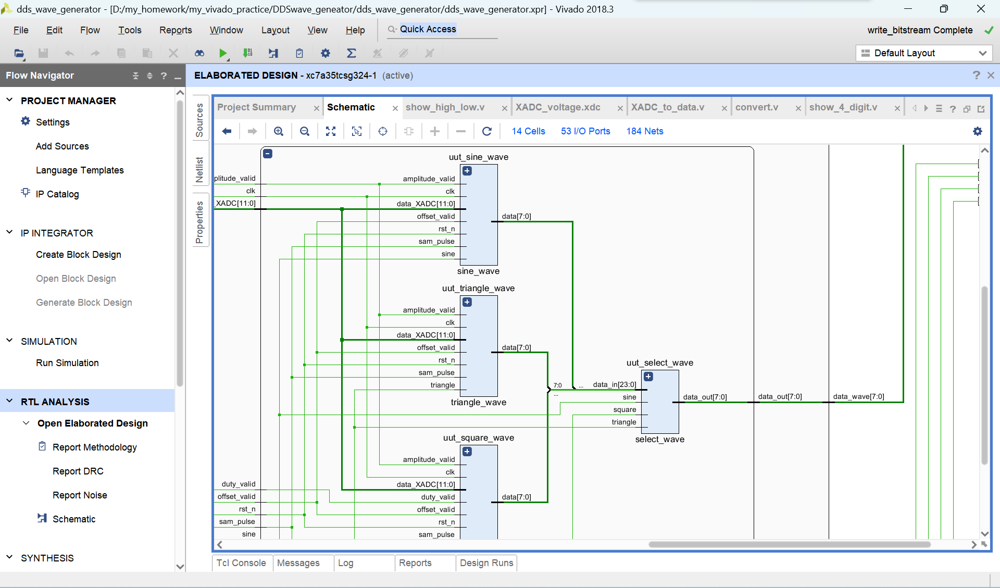 dds_wave_generator - [D:/my_homework/my_vivado_practice/DDSwave_geneator/dds_wave_generator/dds_wave_generator.xpr] - Vivado 2018.3
File Edit Flow Tools Reports Window Layout View Help Quick Access write_bitstream Complete
Default Layout
Flow Navigator
ELABORATED DESIGN - xc7a35tcsg324-1 (active)
PROJECT MANAGER
Settings
Add Sources
Language Templates
IP Catalog
IP INTEGRATOR
Create Block Design
Open Block Design
Generate Block Design
SIMULATION
Run Simulation
RTL ANALYSIS
Open Elaborated Design
Report Methodology
Report DRC
Report Noise
Schematic
SYNTHESIS
Sources
Netlist
Properties
Project Summary Schematic show_high_low.v XADC_voltage.xdc XADC_to_data.v convert.v show_4_digit.v
14 Cells 53 I/O Ports 184 Nets
plitude_valid
clk
_XADC[11:0]
duty_valid
offset_valid
rst_n
sam_pulse
sine
uut_sine_wave
amplitude_valid
clk
data_XADC[11:0]
offset_valid
rst_n
sam_pulse
sine
data[7:0]
sine_wave
uut_triangle_wave
amplitude_valid
clk
data_XADC[11:0]
offset_valid
rst_n
sam_pulse
triangle
data[7:0]
triangle_wave
uut_square_wave
amplitude_valid
clk
data_XADC[11:0]
duty_valid
offset_valid
rst_n
sam_pulse
data[7:0]
7:0
...
...
uut_select_wave
data_in[23:0]
sine
square
triangle
data_out[7:0]
select_wave
data_out[7:0]
data_wave[7:0]
Tcl Console Messages Log Reports Design Runs